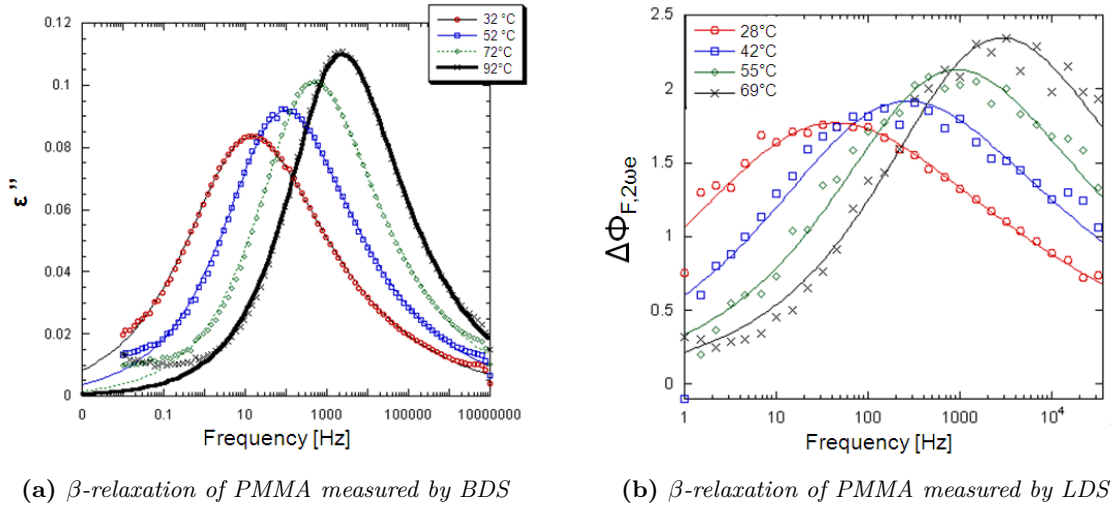 0.12
0.1
0.08
0.06
0.04
0.02
0
ε''
32 °C
52 °C
72°C
92°C
0 0.1 10 1000 100000 10000000
Frequency [Hz]
2.5
2
1.5
1
0.5
0
ΔΦF,2ωe
28°C
42°C
55°C
69°C
1 10 100 1000 10⁴
Frequency [Hz]
(a) β-relaxation of PMMA measured by BDS
(b) β-relaxation of PMMA measured by LDS